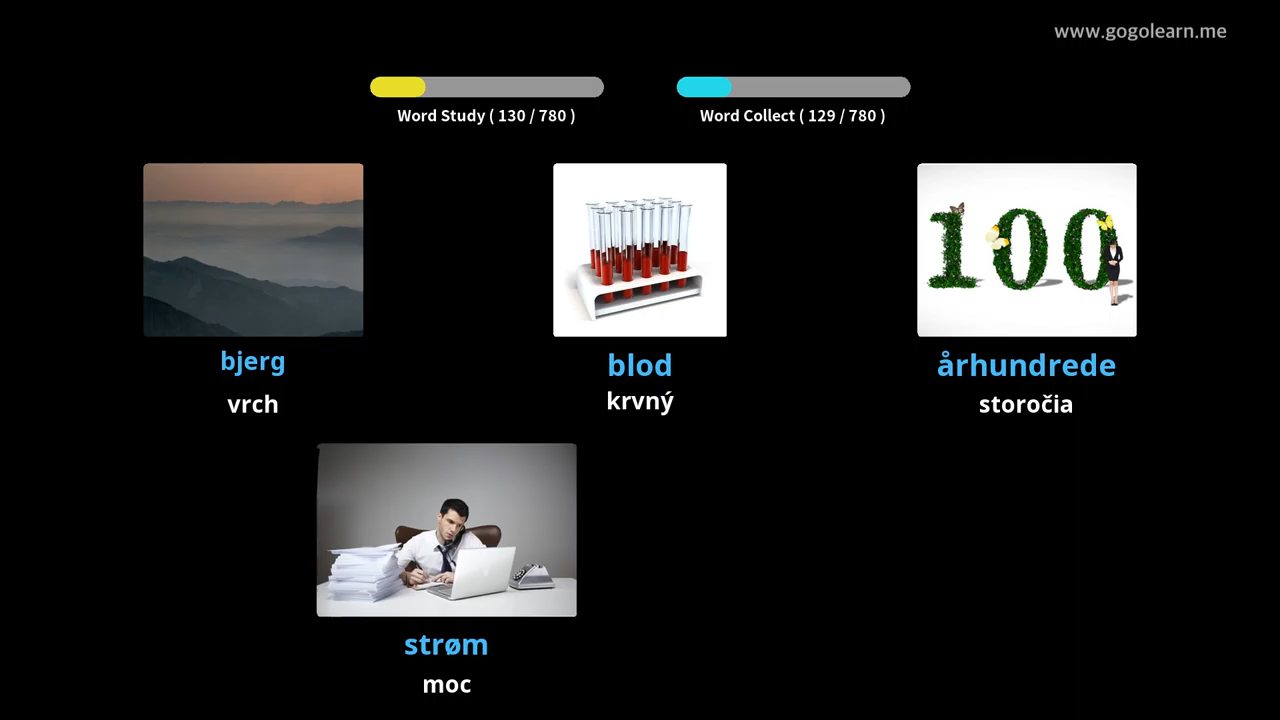 www.gogolearn.me
Word Study ( 130 / 780 )
Word Collect ( 129 / 780 )
bjerg
vrch
blod
krvný
århundrede
storočia
strøm
moc